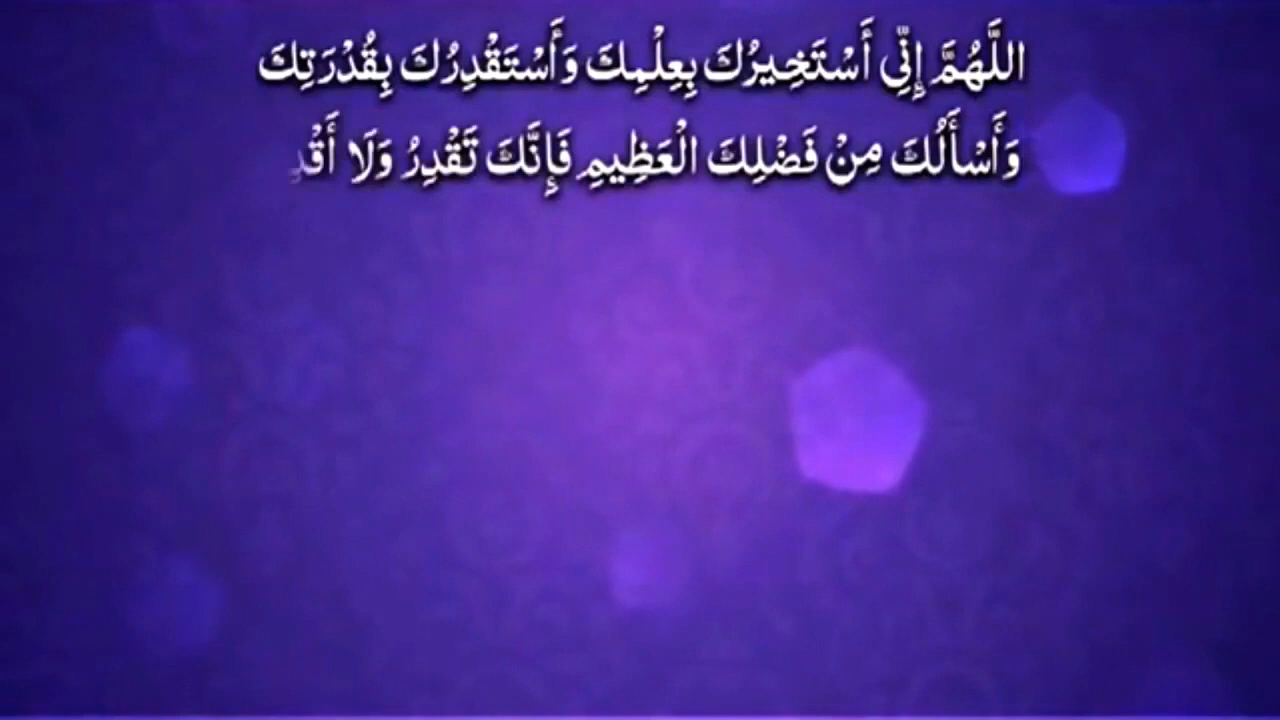 اللَّهُمَّ إِنِّي أَسْتَخِيرُكَ بِعِلْمِكَ وَأَسْتَقْدِرُكَ بِقُدْرَتِكَ
وَأَسْأَلُكَ مِنْ فَضْلِكَ الْعَظِيمِ فَإِنَّكَ تَقْدِرُ وَلَا